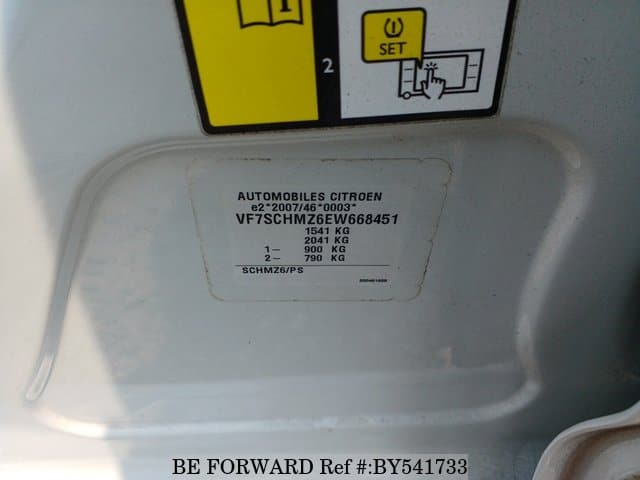 i
SET
2
AUTOMOBILES CITROEN
e2*2007/46*0003*
VF7SCHMZ6EW668451
1541 KG
2041 KG
1— 900 KG
2— 790 KG
SCHMZ6/PS
BE FORWARD Ref #:BY541733